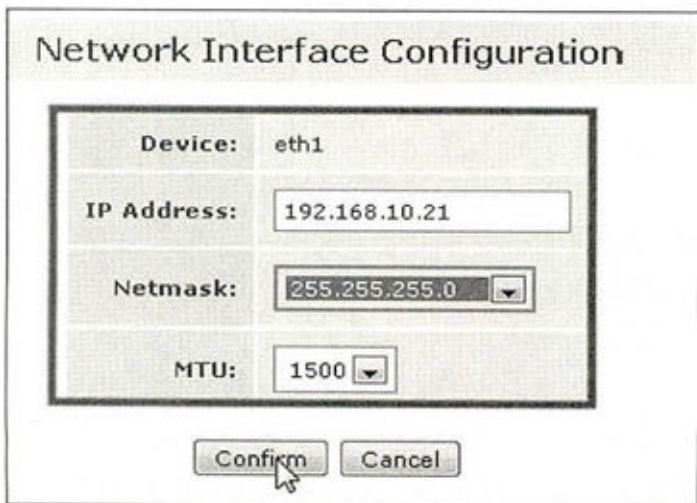 Network Interface Configuration
Device: eth1
IP Address: 192.168.10.21
Netmask: 255.255.255.0
MTU: 1500
Confirm Cancel